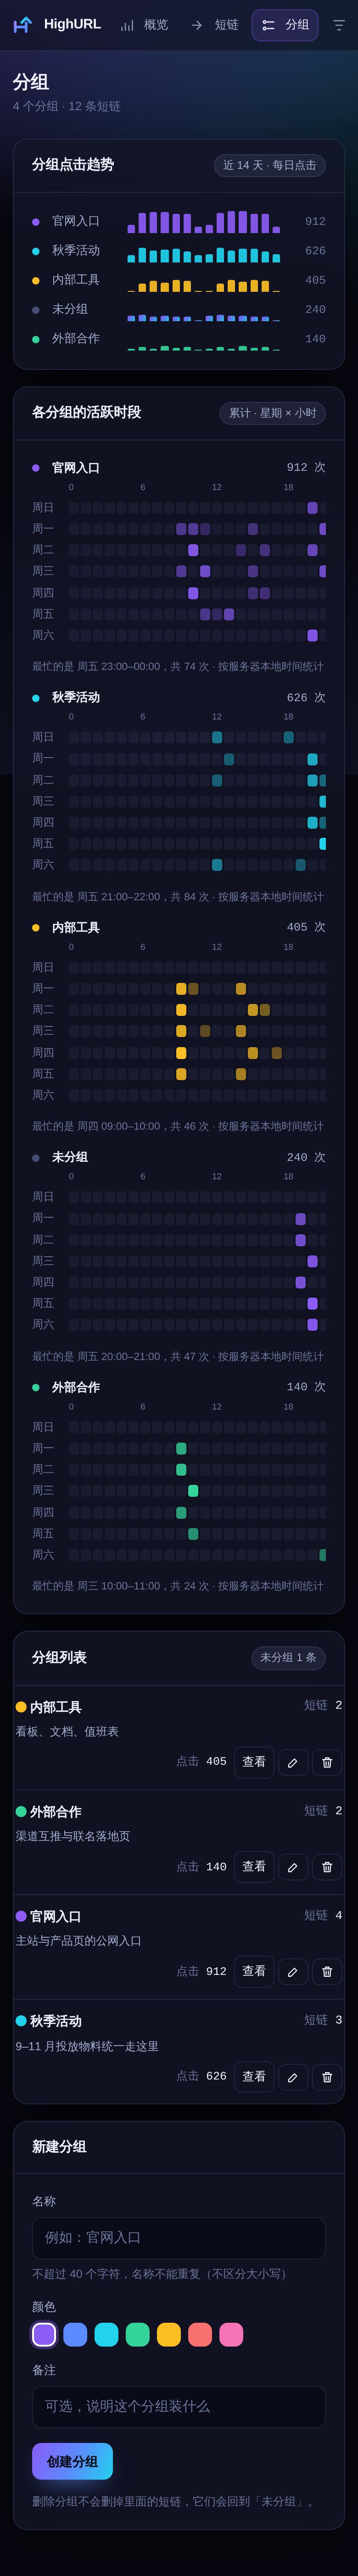 HighURL 概览 短链 分组
分组
4 个分组 · 12 条短链
分组点击趋势 近 14 天 · 每日点击
官网入口 912
秋季活动 626
内部工具 405
未分组 240
外部合作 140
各分组的活跃时段 累计 · 星期 × 小时
官网入口 912 次
0 6 12 18
周日
周一
周二
周三
周四
周五
周六
最忙的是 周五 23:00–00:00，共 74 次 · 按服务器本地时间统计
秋季活动 626 次
0 6 12 18
周日
周一
周二
周三
周四
周五
周六
最忙的是 周五 21:00–22:00，共 84 次 · 按服务器本地时间统计
内部工具 405 次
0 6 12 18
周日
周一
周二
周三
周四
周五
周六
最忙的是 周四 09:00–10:00，共 46 次 · 按服务器本地时间统计
未分组 240 次
0 6 12 18
周日
周一
周二
周三
周四
周五
周六
最忙的是 周五 20:00–21:00，共 47 次 · 按服务器本地时间统计
外部合作 140 次
0 6 12 18
周日
周一
周二
周三
周四
周五
周六
最忙的是 周三 10:00–11:00，共 24 次 · 按服务器本地时间统计
分组列表 未分组 1 条
内部工具 短链 2
看板、文档、值班表
点击 405 查看
外部合作 短链 2
渠道互推与联名落地页
点击 140 查看
官网入口 短链 4
主站与产品页的公网入口
点击 912 查看
秋季活动 短链 3
9–11 月投放物料统一走这里
点击 626 查看
新建分组
名称
例如：官网入口
不超过 40 个字符，名称不能重复（不区分大小写）
颜色
备注
可选，说明这个分组装什么
创建分组
删除分组不会删掉里面的短链，它们会回到「未分组」。